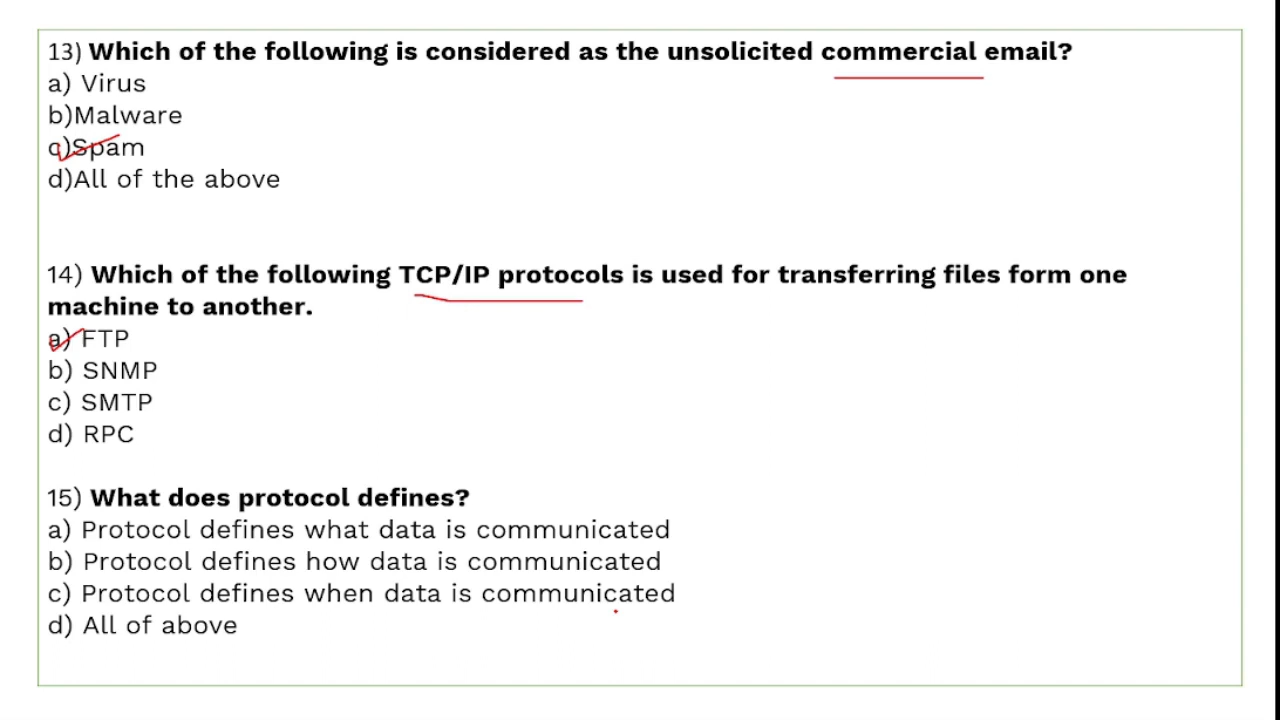 13) Which of the following is considered as the unsolicited commercial email?
a) Virus
b)Malware
c)Spam
d)All of the above
14) Which of the following TCP/IP protocols is used for transferring files form one
machine to another.
a) FTP
b) SNMP
c) SMTP
d) RPC
15) What does protocol defines?
a) Protocol defines what data is communicated
b) Protocol defines how data is communicated
c) Protocol defines when data is communicated
d) All of above